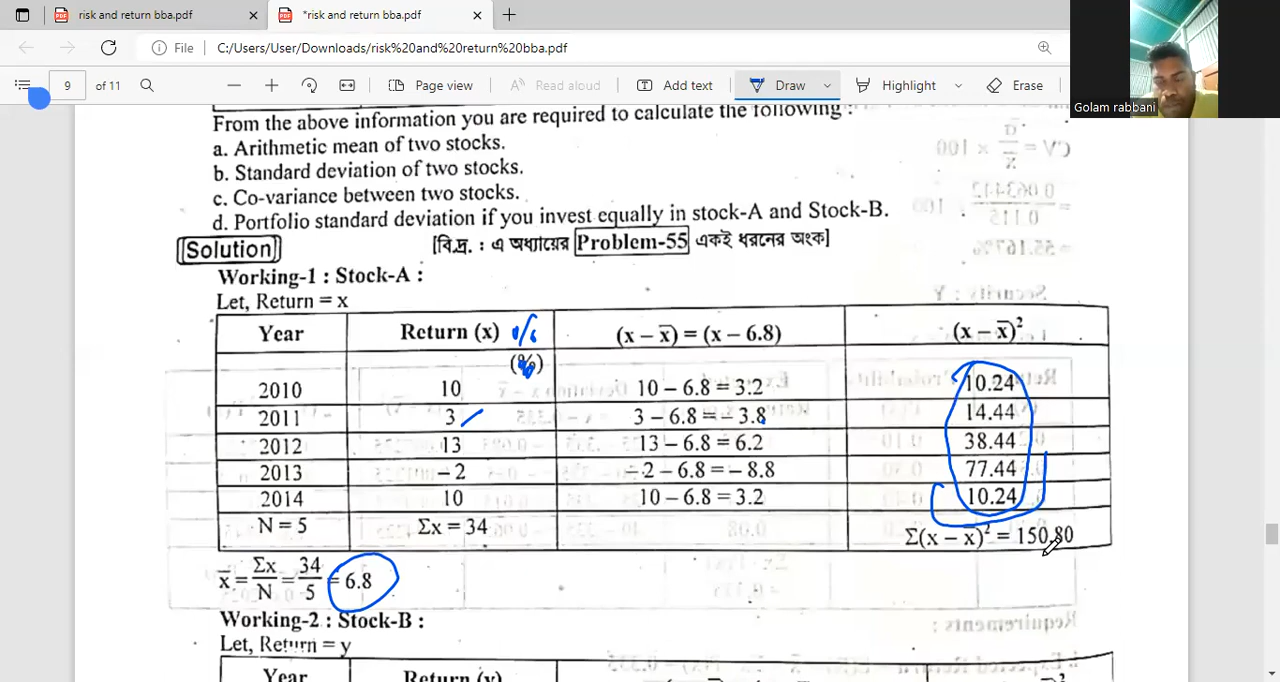 risk and return bba.pdf
*risk and return bba.pdf
File C:/Users/User/Downloads/risk%20and%20return%20bba.pdf
9 of 11 Page view Read aloud Add text Draw Highlight Erase
Golam rabbani
From the above information you are required to calculate the following :
a. Arithmetic mean of two stocks.
b. Standard deviation of two stocks.
c. Co-variance between two stocks.
d. Portfolio standard deviation if you invest equally in stock-A and Stock-B.
Solution [বি.দ্র. : এ অধ্যায়ের Problem-55 একই ধরনের অংক]
Working-1 : Stock-A :
Let, Return = x
Year Return (x) % (x – x̄) = (x – 6.8) (x – x̄)²
(%)
2010 10 10 – 6.8 = 3.2 10.24
2011 3 3 – 6.8 = – 3.8 14.44
2012 13 13 – 6.8 = 6.2 38.44
2013 – 2 – 2 – 6.8 = – 8.8 77.44
2014 10 10 – 6.8 = 3.2 10.24
N = 5 Σx = 34 Σ(x – x̄)² = 150.80
x̄ = Σx/N = 34/5 = 6.8
Working-2 : Stock-B :
Let, Return = y
Year Return (y)